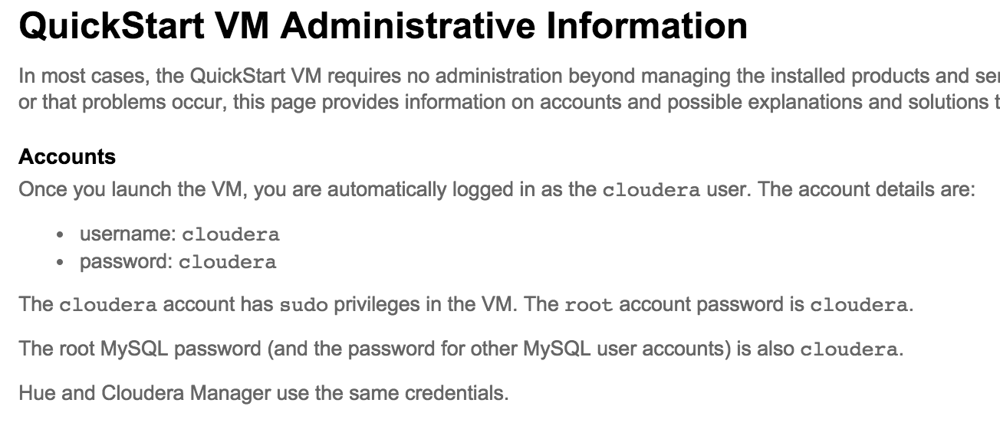 QuickStart VM Administrative Information
In most cases, the QuickStart VM requires no administration beyond managing the installed products and
or that problems occur, this page provides information on accounts and possible explanations and solutions
Accounts
Once you launch the VM, you are automatically logged in as the cloudera user. The account details are:
• username: cloudera
• password: cloudera
The cloudera account has sudo privileges in the VM. The root account password is cloudera.
The root MySQL password (and the password for other MySQL user accounts) is also cloudera.
Hue and Cloudera Manager use the same credentials.